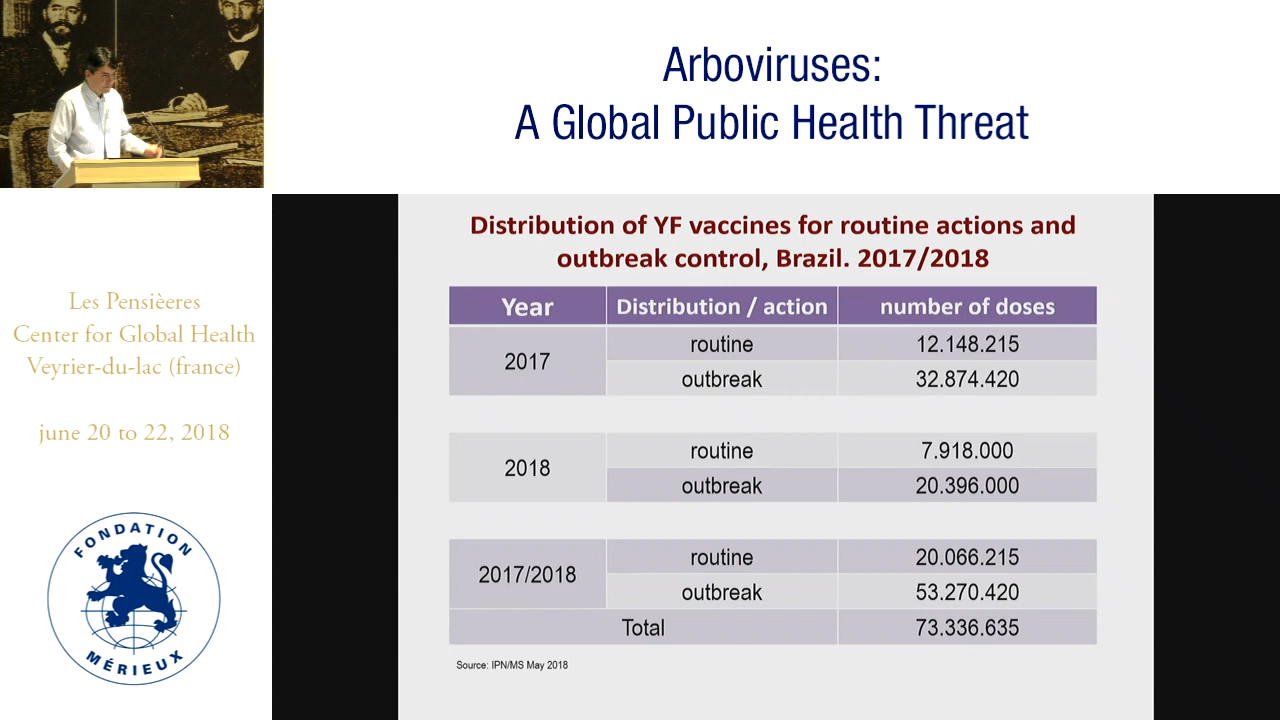 Arboviruses:
A Global Public Health Threat
Les Pensièeres
Center for Global Health
Veyrier-du-lac (france)
june 20 to 22, 2018
FONDATION
MÉRIEUX
Distribution of YF vaccines for routine actions and
outbreak control, Brazil. 2017/2018
Year Distribution / action number of doses
2017 routine 12.148.215
outbreak 32.874.420
2018 routine 7.918.000
outbreak 20.396.000
2017/2018 routine 20.066.215
outbreak 53.270.420
Total 73.336.635
Source: IPN/MS May 2018